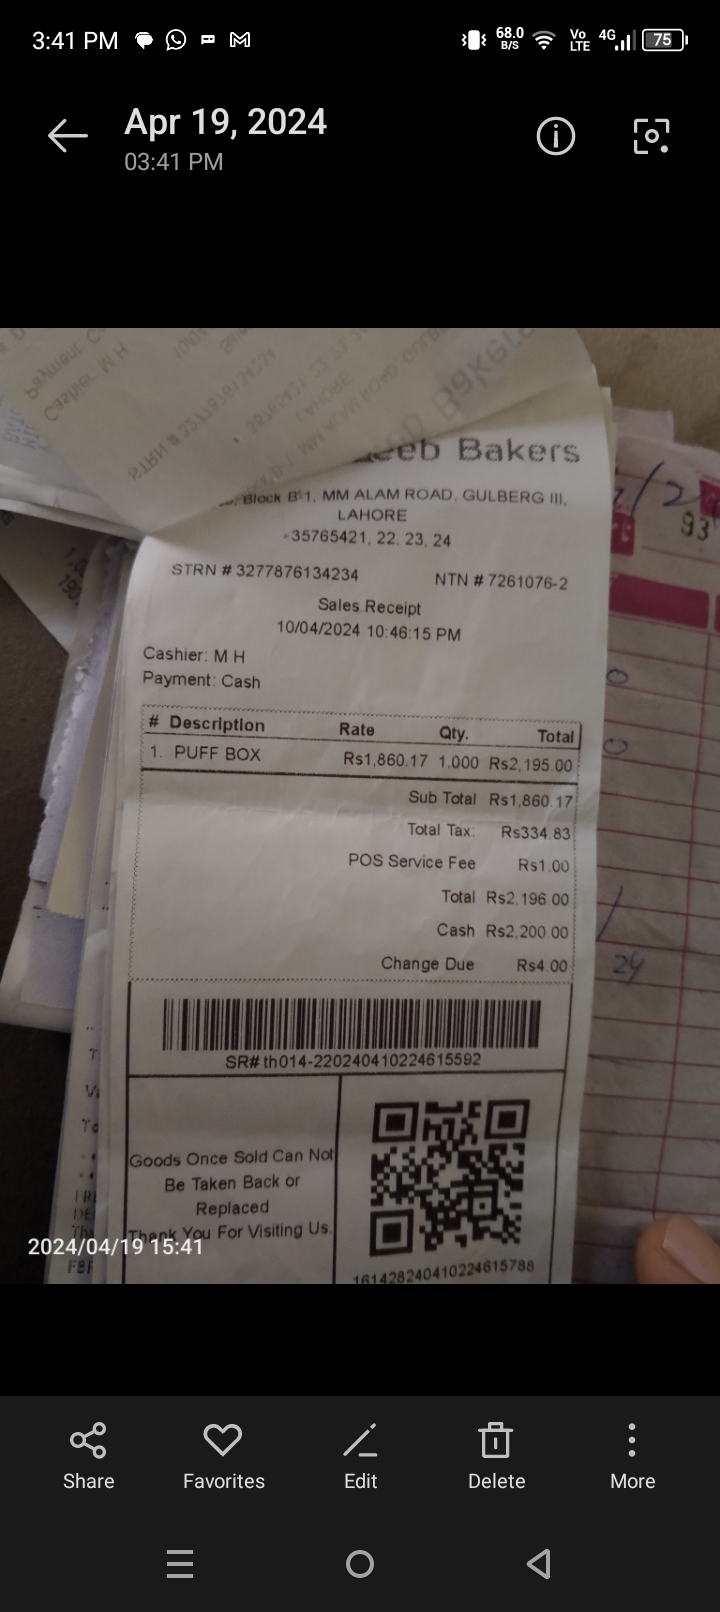 3:41 PM 68.0 B/S Vo LTE 4G 75
Apr 19, 2024
03:41 PM
Bakers
Block B-1, MM ALAM ROAD, GULBERG III,
LAHORE
35765421, 22, 23, 24
STRN # 3277876134234 NTN # 7261076-2
Sales Receipt
10/04/2024 10:46:15 PM
Cashier: M H
Payment: Cash
# Description Rate Qty. Total
1. PUFF BOX Rs1,860.17 1.000 Rs2,195.00
Sub Total Rs1,860.17
Total Tax: Rs334.83
POS Service Fee Rs1.00
Total Rs2,196.00
Cash Rs2,200.00
Change Due Rs4.00
SR# th014-220240410224615592
Goods Once Sold Can Not
Be Taken Back or
Replaced
Thank You For Visiting Us.
161428240410224615788
2024/04/19 15:41
93
24
Share Favorites Edit Delete More